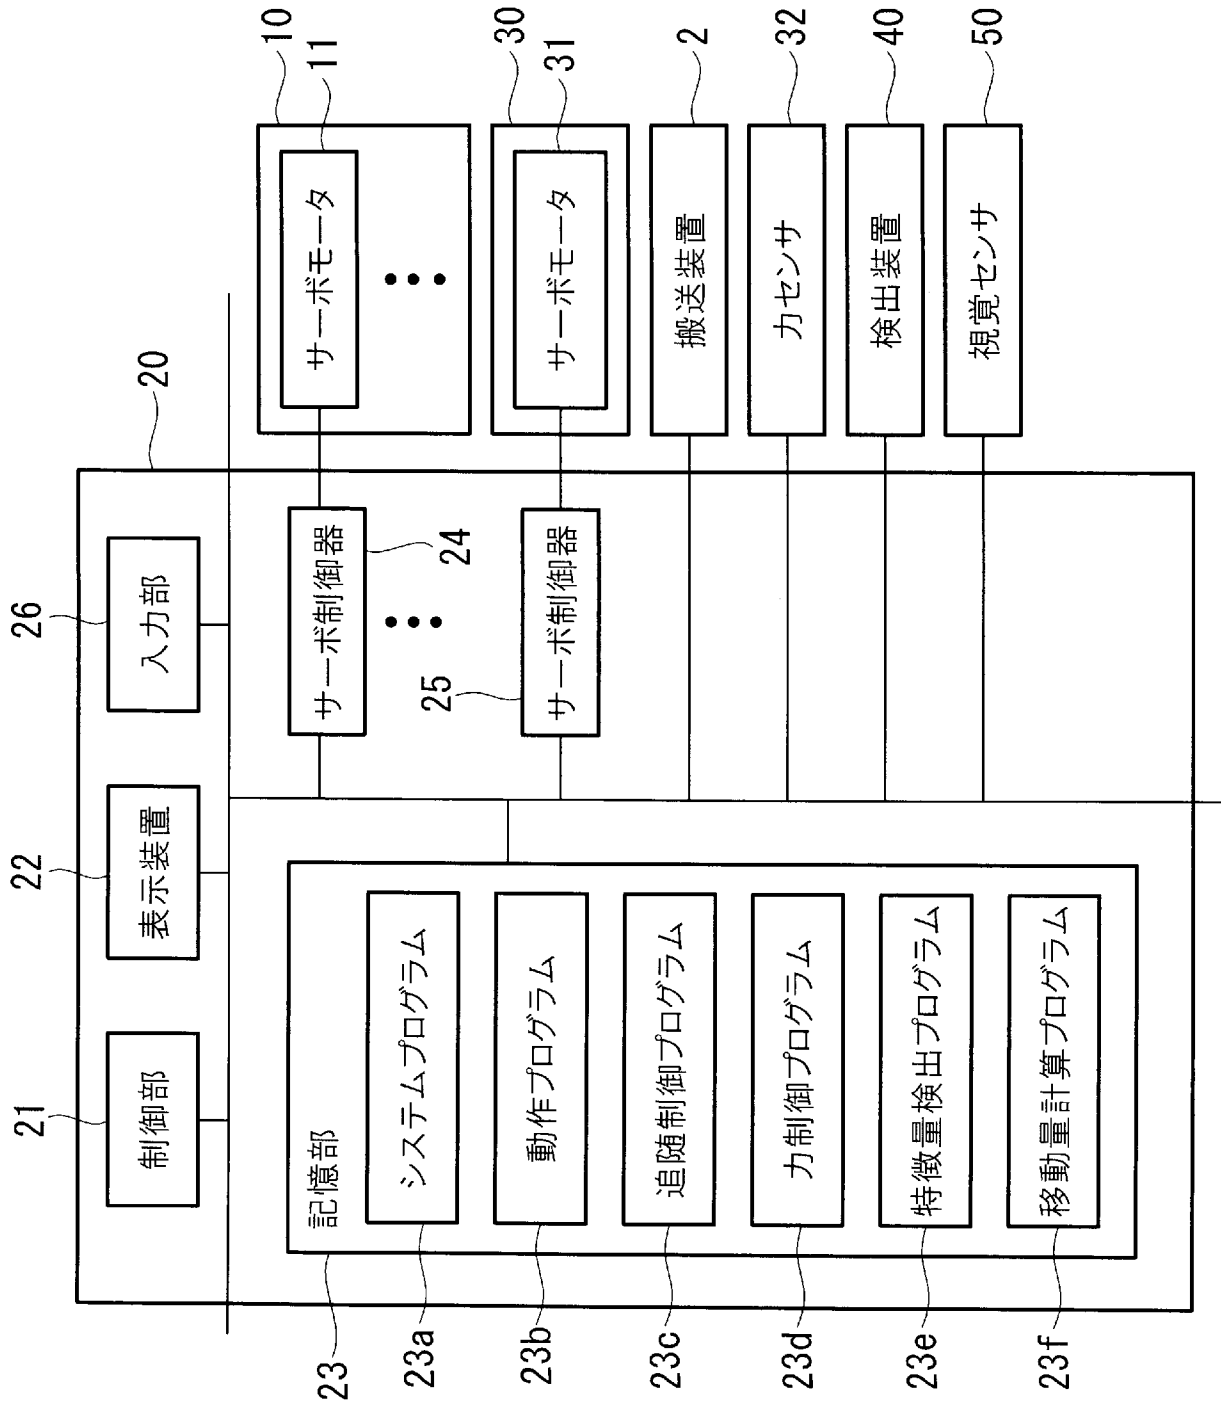 21
22
26
20
制御部
表示装置
入力部
23
記憶部
23a
システムプログラム
23b
動作プログラム
23c
追随制御プログラム
23d
力制御プログラム
23e
特徴量検出プログラム
23f
移動量計算プログラム
サーボ制御器
24
25
サーボ制御器
10
11
サーボモータ
30
31
サーボモータ
搬送装置
2
力センサ
32
検出装置
40
視覚センサ
50